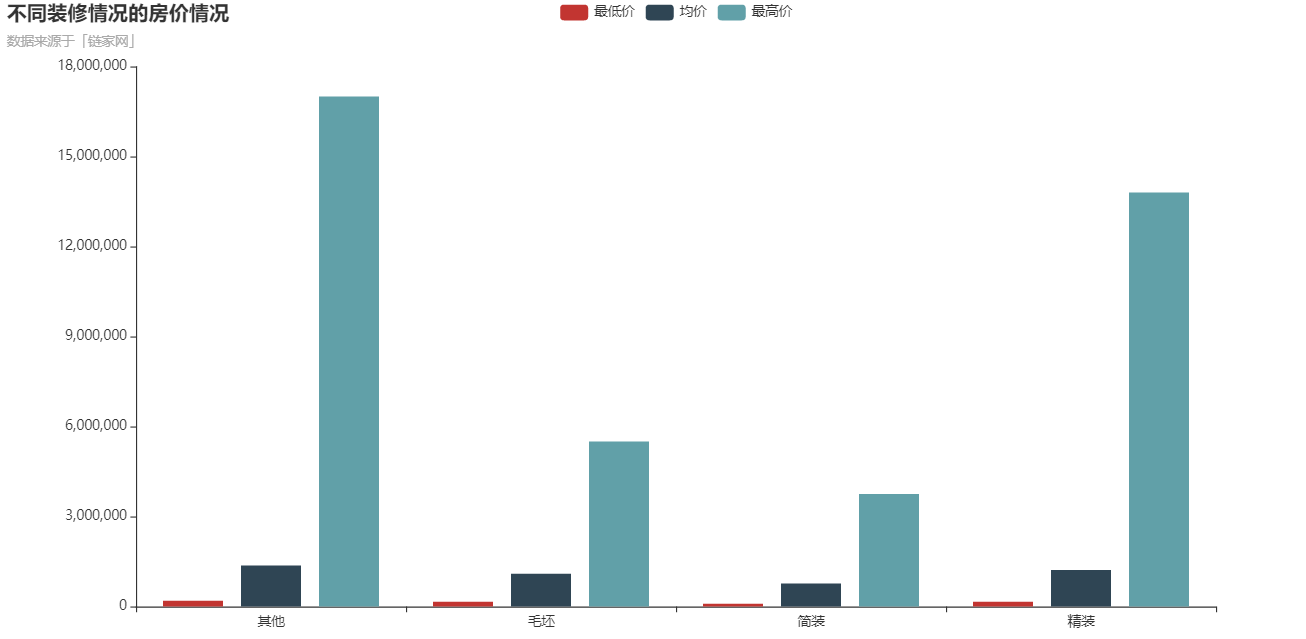 不同装修情况的房价情况
最低价 均价 最高价
数据来源于「链家网」
18,000,000
15,000,000
12,000,000
9,000,000
6,000,000
3,000,000
0
其他 毛坯 简装 精装